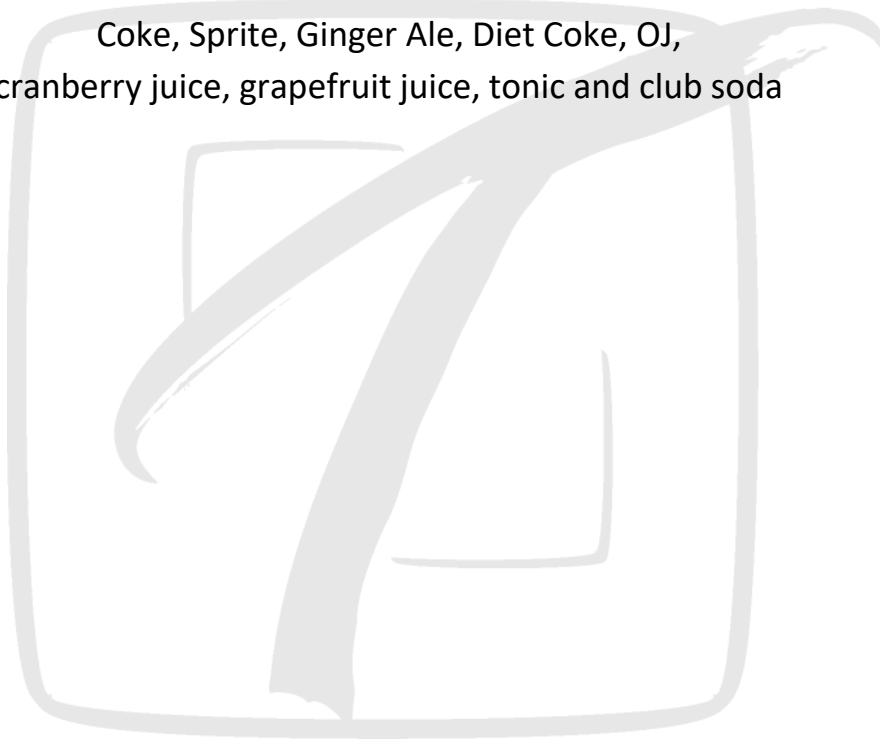 Coke, Sprite, Ginger Ale, Diet Coke, OJ,
cranberry juice, grapefruit juice, tonic and club soda